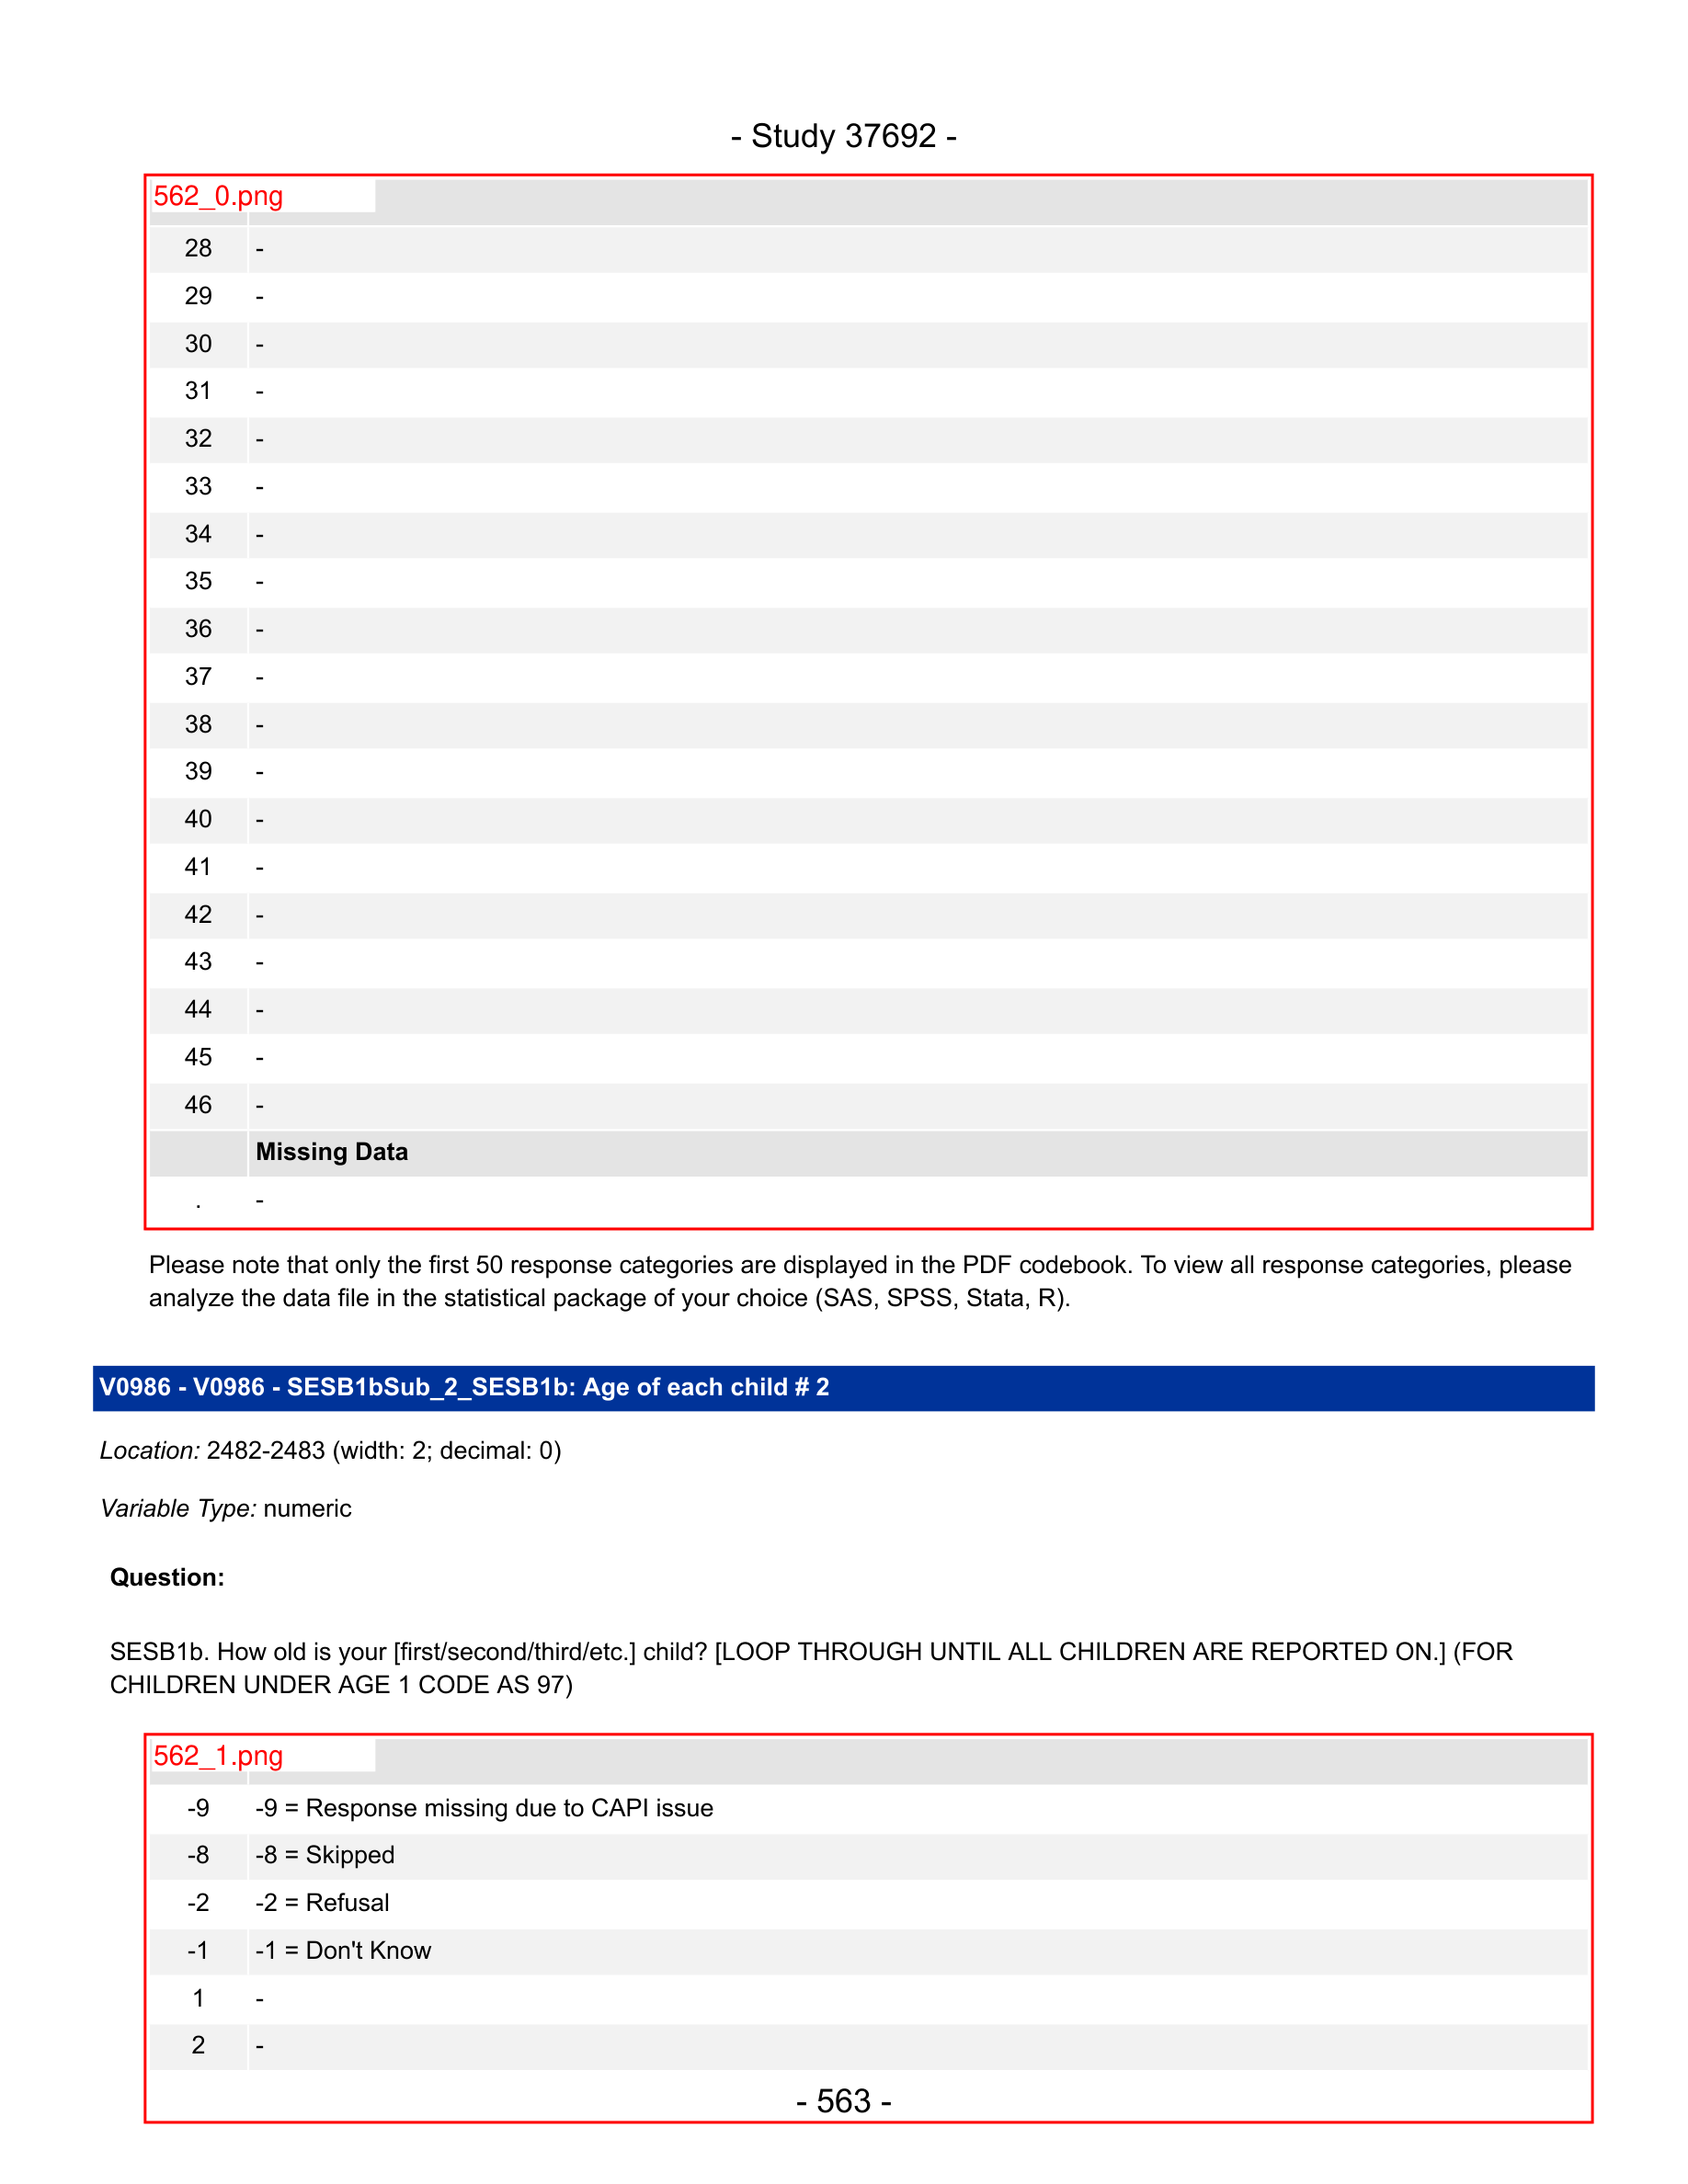 - Study 37692 -
562_0.png
28 -
29 -
30 -
31 -
32 -
33 -
34 -
35 -
36 -
37 -
38 -
39 -
40 -
41 -
42 -
43 -
44 -
45 -
46 -
Missing Data
. -
Please note that only the first 50 response categories are displayed in the PDF codebook. To view all response categories, please
analyze the data file in the statistical package of your choice (SAS, SPSS, Stata, R).
V0986 - V0986 - SESB1bSub_2_SESB1b: Age of each child # 2
Location: 2482-2483 (width: 2; decimal: 0)
Variable Type: numeric
Question:
SESB1b. How old is your [first/second/third/etc.] child? [LOOP THROUGH UNTIL ALL CHILDREN ARE REPORTED ON.] (FOR
CHILDREN UNDER AGE 1 CODE AS 97)
562_1.png
-9 -9 = Response missing due to CAPI issue
-8 -8 = Skipped
-2 -2 = Refusal
-1 -1 = Don't Know
1 -
2 -
- 563 -